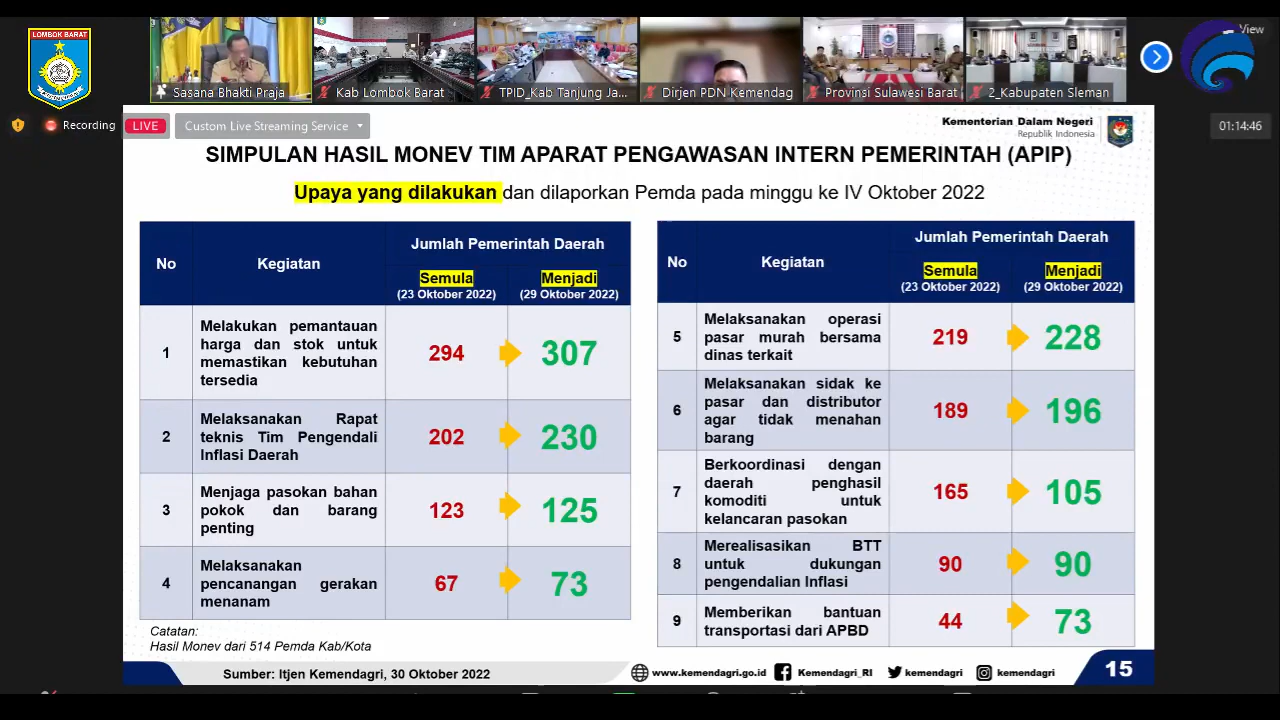 LOMBOK BARAT
Sasana Bhakti Praja
Kab Lombok Barat
TPID_Kab Tanjung Ja...
Dirjen PDN Kemendag
Provinsi Sulawesi Barat
2_Kabupaten Sleman
View
Recording
LIVE
Custom Live Streaming Service
01:14:46
Kementerian Dalam Negeri
Republik Indonesia
SIMPULAN HASIL MONEV TIM APARAT PENGAWASAN INTERN PEMERINTAH (APIP)
Upaya yang dilakukan dan dilaporkan Pemda pada minggu ke IV Oktober 2022
No
Kegiatan
Jumlah Pemerintah Daerah
Semula
(23 Oktober 2022)
Menjadi
(29 Oktober 2022)
1
Melakukan pemantauan
harga dan stok untuk
memastikan kebutuhan
tersedia
294
307
2
Melaksanakan Rapat
teknis Tim Pengendali
Inflasi Daerah
202
230
3
Menjaga pasokan bahan
pokok dan barang
penting
123
125
4
Melaksanakan
pencanangan gerakan
menanam
67
73
Catatan:
Hasil Monev dari 514 Pemda Kab/Kota
No
Kegiatan
Jumlah Pemerintah Daerah
Semula
(23 Oktober 2022)
Menjadi
(29 Oktober 2022)
5
Melaksanakan operasi
pasar murah bersama
dinas terkait
219
228
6
Melaksanakan sidak ke
pasar dan distributor
agar tidak menahan
barang
189
196
7
Berkoordinasi dengan
daerah penghasil
komoditi untuk
kelancaran pasokan
165
105
8
Merealisasikan BTT
untuk dukungan
pengendalian Inflasi
90
90
9
Memberikan bantuan
transportasi dari APBD
44
73
Sumber: Itjen Kemendagri, 30 Oktober 2022
www.kemendagri.go.id
Kemendagri_RI
kemendagri
kemendagri
15